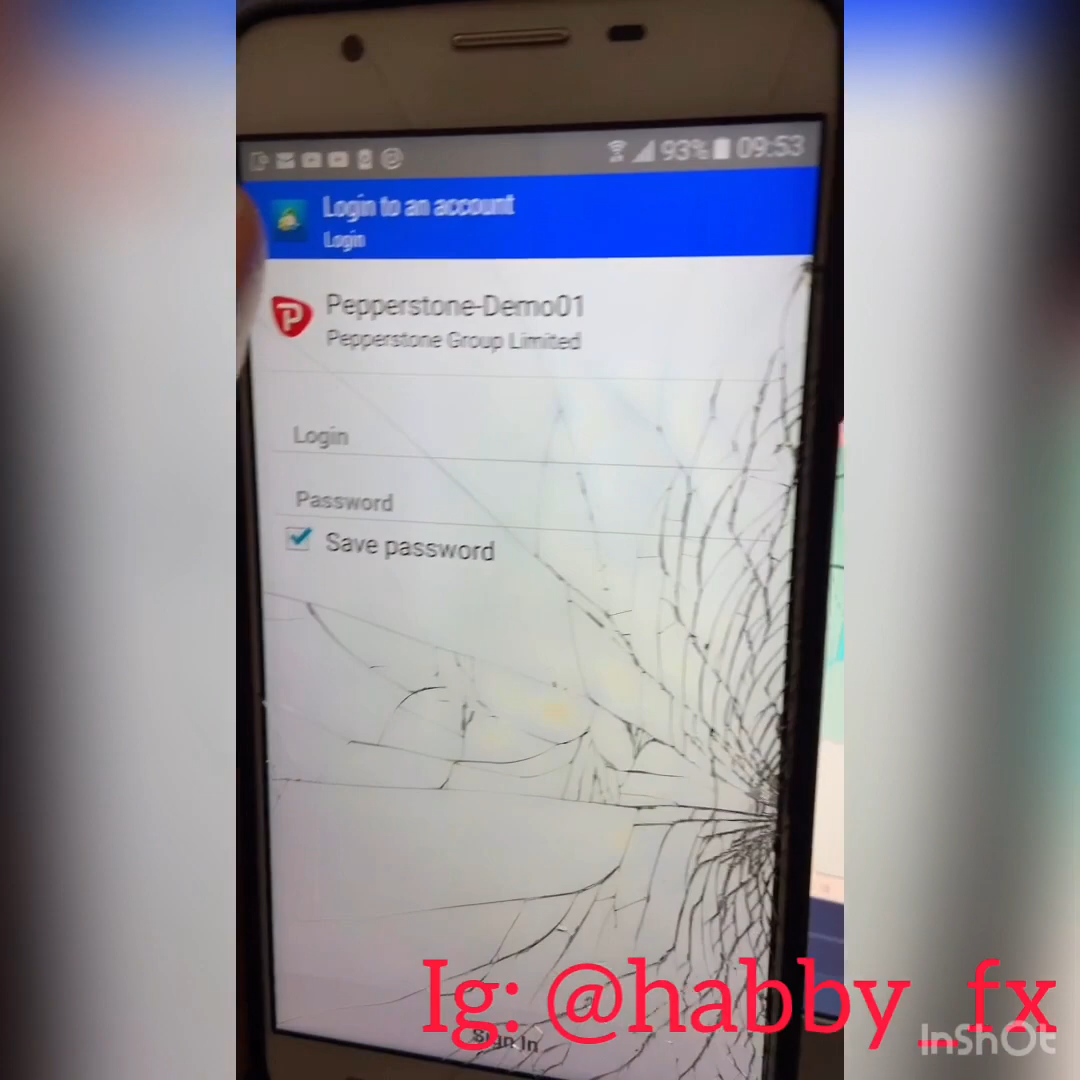 93% 09:53
Login to an account
Login
Pepperstone-Demo01
Pepperstone Group Limited
Login
Password
Save password
Sign In
Ig: @habby_fx
InShOt